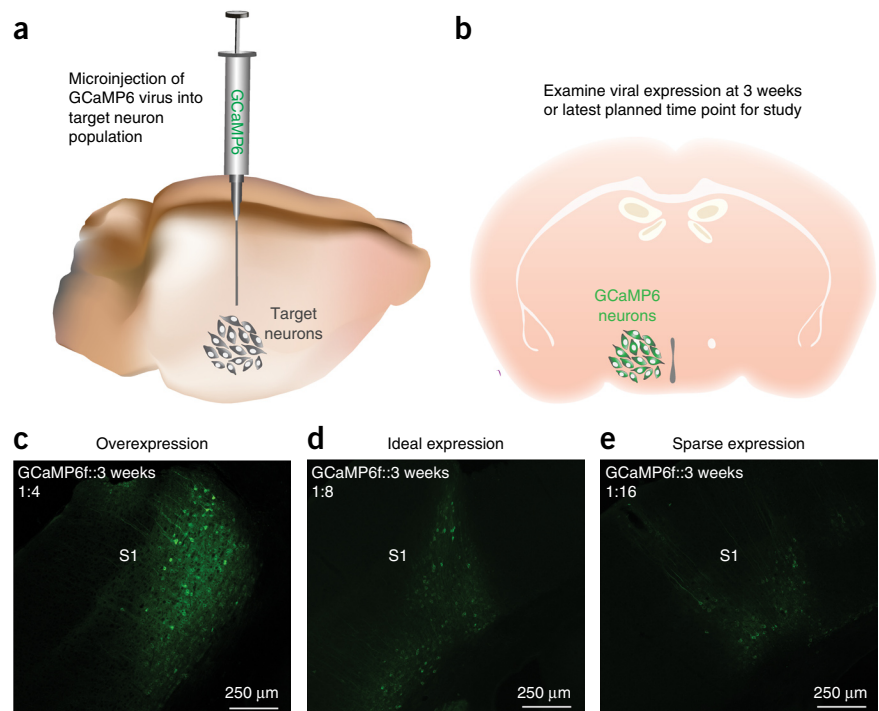 a
Microinjection of
GCaMP6 virus into
target neuron
population
GCaMP6
Target
neurons
b
Examine viral expression at 3 weeks
or latest planned time point for study
GCaMP6
neurons
c
Overexpression
GCaMP6f::3 weeks
1:4
S1
250 µm
d
Ideal expression
GCaMP6f::3 weeks
1:8
S1
250 µm
e
Sparse expression
GCaMP6f::3 weeks
1:16
S1
250 µm